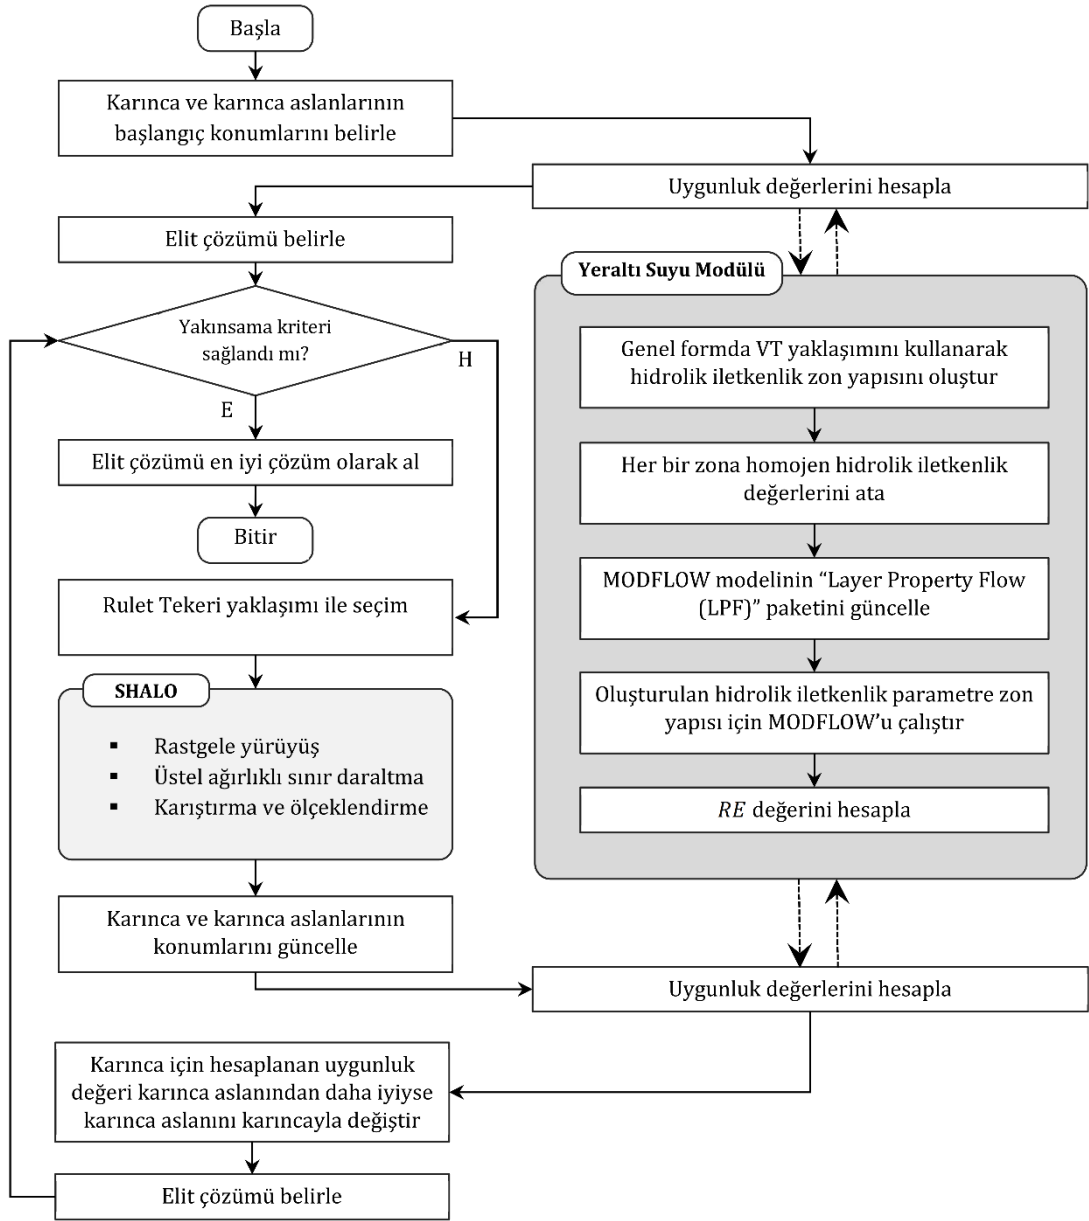 Başla
Karınca ve karınca aslanlarının
başlangıç konumlarını belirle
Uygunluk değerlerini hesapla
Elit çözümü belirle
Yakınsama kriteri
sağlandı mı?
H
E
Elit çözümü en iyi çözüm olarak al
Bitir
Rulet Tekeri yaklaşımı ile seçim
SHALO
▪ Rastgele yürüyüş
▪ Üstel ağırlıklı sınır daraltma
▪ Karıştırma ve ölçeklendirme
Karınca ve karınca aslanlarının
konumlarını güncelle
Yeraltı Suyu Modülü
Genel formda VT yaklaşımını kullanarak
hidrolik iletkenlik zon yapısını oluştur
Her bir zona homojen hidrolik iletkenlik
değerlerini ata
MODFLOW modelinin “Layer Property Flow
(LPF)” paketini güncelle
Oluşturulan hidrolik iletkenlik parametre zon
yapısı için MODFLOW’u çalıştır
RE değerini hesapla
Uygunluk değerlerini hesapla
Karınca için hesaplanan uygunluk
değeri karınca aslanından daha iyiyse
karınca aslanını karıncayla değiştir
Elit çözümü belirle